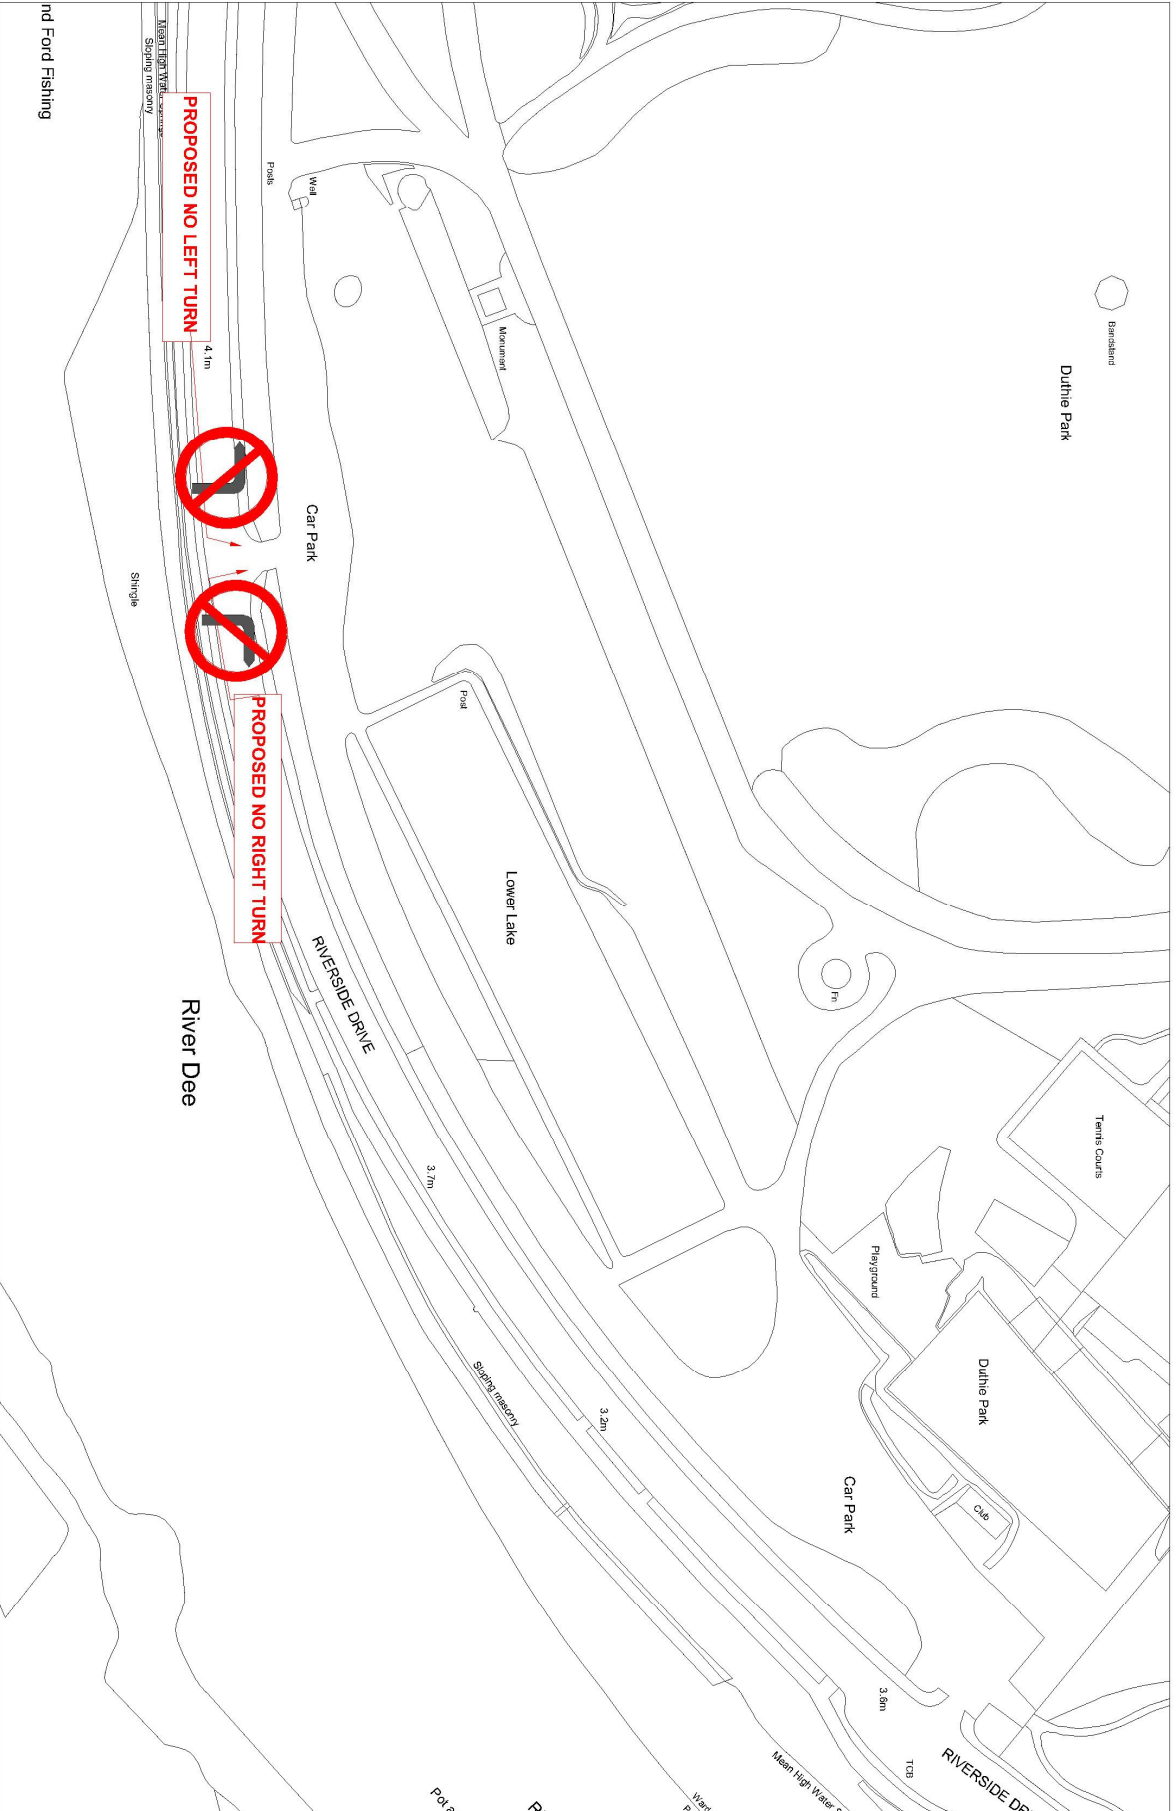 Duthie Park
Bandstand
Monument
Well
Posts
Car Park
4.1m
Mean High Water Springs
Sloping masonry
PROPOSED NO LEFT TURN
nd Ford Fishing
Shingle
PROPOSED NO RIGHT TURN
Post
Lower Lake
Fn
Tennis Courts
RIVERSIDE DRIVE
River Dee
3.7m
Playground
Duthie Park
Sloping masonry
3.2m
Car Park
Club
3.6m
TCB
RIVERSIDE DR
Mean High Water
Ward
Pot a